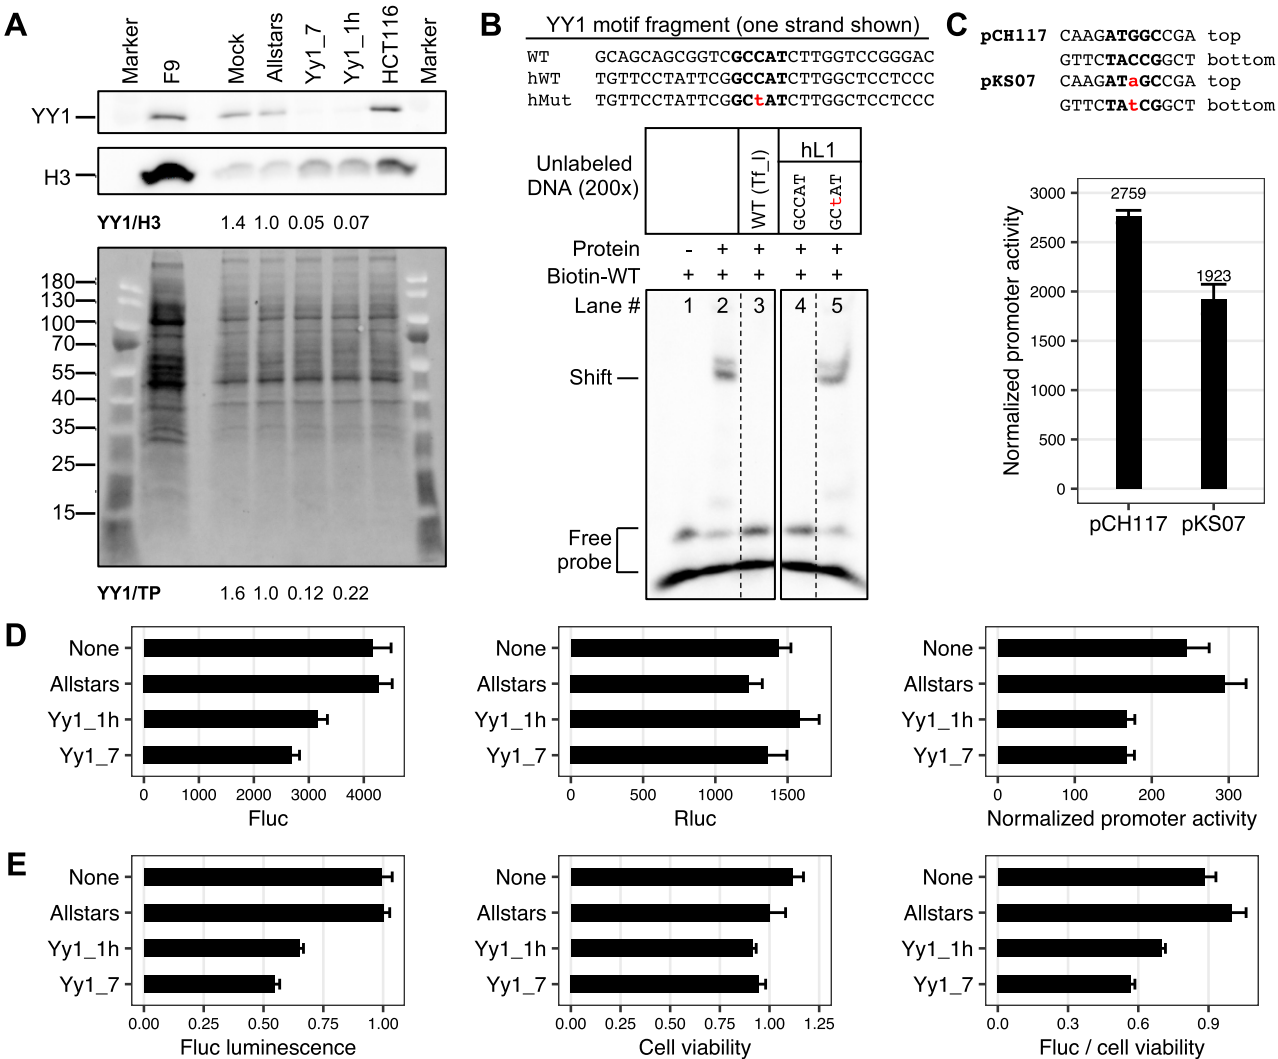 A
Marker
F9
Mock
Allstars
Yy1_7
Yy1_1h
HCT116
Marker
YY1
H3
YY1/H3 1.4 1.0 0.05 0.07
180
130
100
70
55
40
35
25
15
YY1/TP 1.6 1.0 0.12 0.22
B
YY1 motif fragment (one strand shown)
WT GCAGCAGCGGTCGCCATCTTGGTCCGGGAC
hWT TGTTCCTATTCGGCCATCTTGGCTCCTCCC
hMut TGTTCCTATTCGGCtATCTTGGCTCCTCCC
Unlabeled
DNA (200x)
WT (Tf_I)
hL1
GCCAT
GCtAT
Protein - + + + +
Biotin-WT + + + + +
Lane # 1 2 3 4 5
Shift
Free
probe
C
pCH117 CAAGATGGCCGA top
GTTCTACCGGCT bottom
pKS07 CAAGATaGCCGA top
GTTCTAtCGGCT bottom
Normalized promoter activity
3000
2500
2000
1500
1000
500
0
2759
1923
pCH117 pKS07
D
None
Allstars
Yy1_1h
Yy1_7
0 1000 2000 3000 4000
Fluc
None
Allstars
Yy1_1h
Yy1_7
0 500 1000 1500
Rluc
None
Allstars
Yy1_1h
Yy1_7
0 100 200 300
Normalized promoter activity
E
None
Allstars
Yy1_1h
Yy1_7
0.00 0.25 0.50 0.75 1.00
Fluc luminescence
None
Allstars
Yy1_1h
Yy1_7
0.00 0.25 0.50 0.75 1.00 1.25
Cell viability
None
Allstars
Yy1_1h
Yy1_7
0.0 0.3 0.6 0.9
Fluc / cell viability